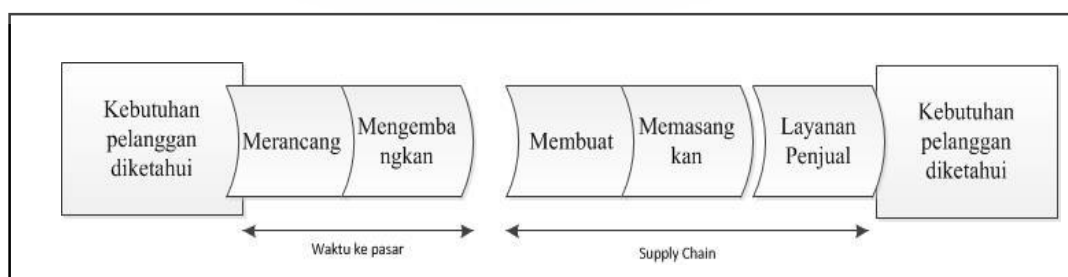 Kebutuhan
pelanggan
diketahui
Merancang
Mengemba
ngkan
Membuat
Memasang
kan
Layanan
Penjual
Kebutuhan
pelanggan
diketahui
Waktu ke pasar
Supply Chain